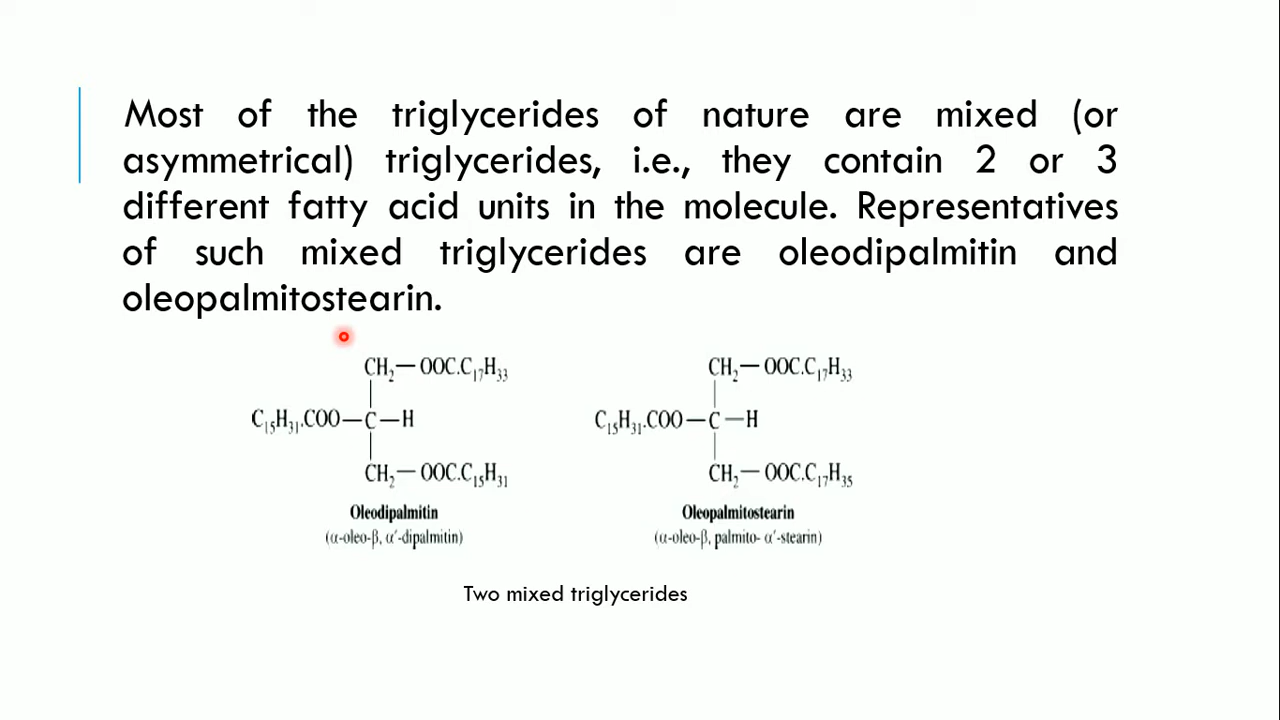 Most of the triglycerides of nature are mixed (or
asymmetrical) triglycerides, i.e., they contain 2 or 3
different fatty acid units in the molecule. Representatives
of such mixed triglycerides are oleodipalmitin and
oleopalmitostearin.
CH₂—OOC.C₁₇H₃₃
C₁₅H₃₁.COO—C—H
CH₂—OOC.C₁₅H₃₁
Oleodipalmitin
(α-oleo-β, α′-dipalmitin)
CH₂—OOC.C₁₇H₃₃
C₁₅H₃₁.COO—C—H
CH₂—OOC.C₁₇H₃₅
Oleopalmitostearin
(α-oleo-β, palmito- α′-stearin)
Two mixed triglycerides